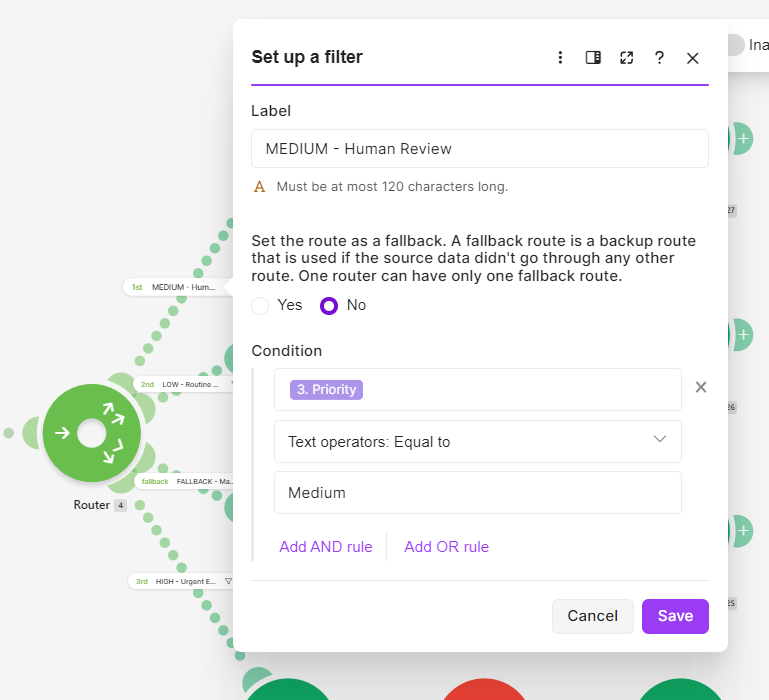 Set up a filter
?
Ina
Label
MEDIUM - Human Review
A Must be at most 120 characters long.
27
Set the route as a fallback. A fallback route is a backup route
that is used if the source data didn't go through any other
route. One router can have only one fallback route.
1st MEDIUM - Hum...
Yes No
Condition
2nd LOW - Routine ...
3. Priority
26
Text operators: Equal to
fallback FALLBACK - Ma...
Medium
Router 4
Add AND rule Add OR rule
3rd HIGH - Urgent E...
25
Cancel Save